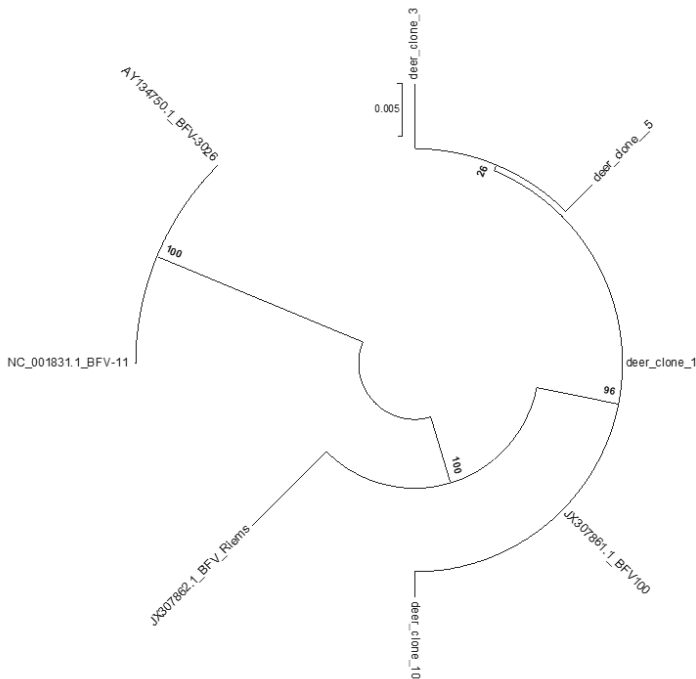 deer_clone_3
0.005
AY134750.1_BFV-3026
deer_clone_5
26
100
NC_001831.1_BFV-11
deer_clone_1
96
100
JX307861.1_BFV100
JX307862.1_BFV_Riems
deer_clone_10